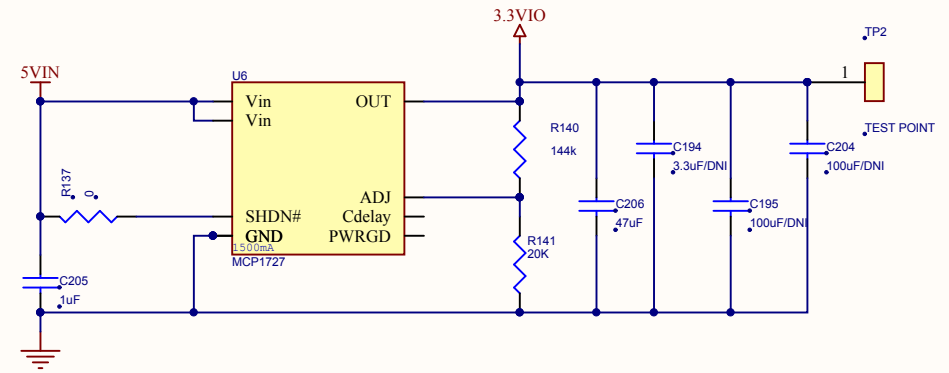 3.3VIO
TP2
5VIN
U6
1
Vin
OUT
Vin
R140
TEST POINT
144k
C194
C204
3.3uF/DNI
100uF/DNI
R137
0
ADJ
SHDN#
Cdelay
C206
C195
GND
PWRGD
47uF
100uF/DNI
1500mA
R141
20K
MCP1727
C205
1uF